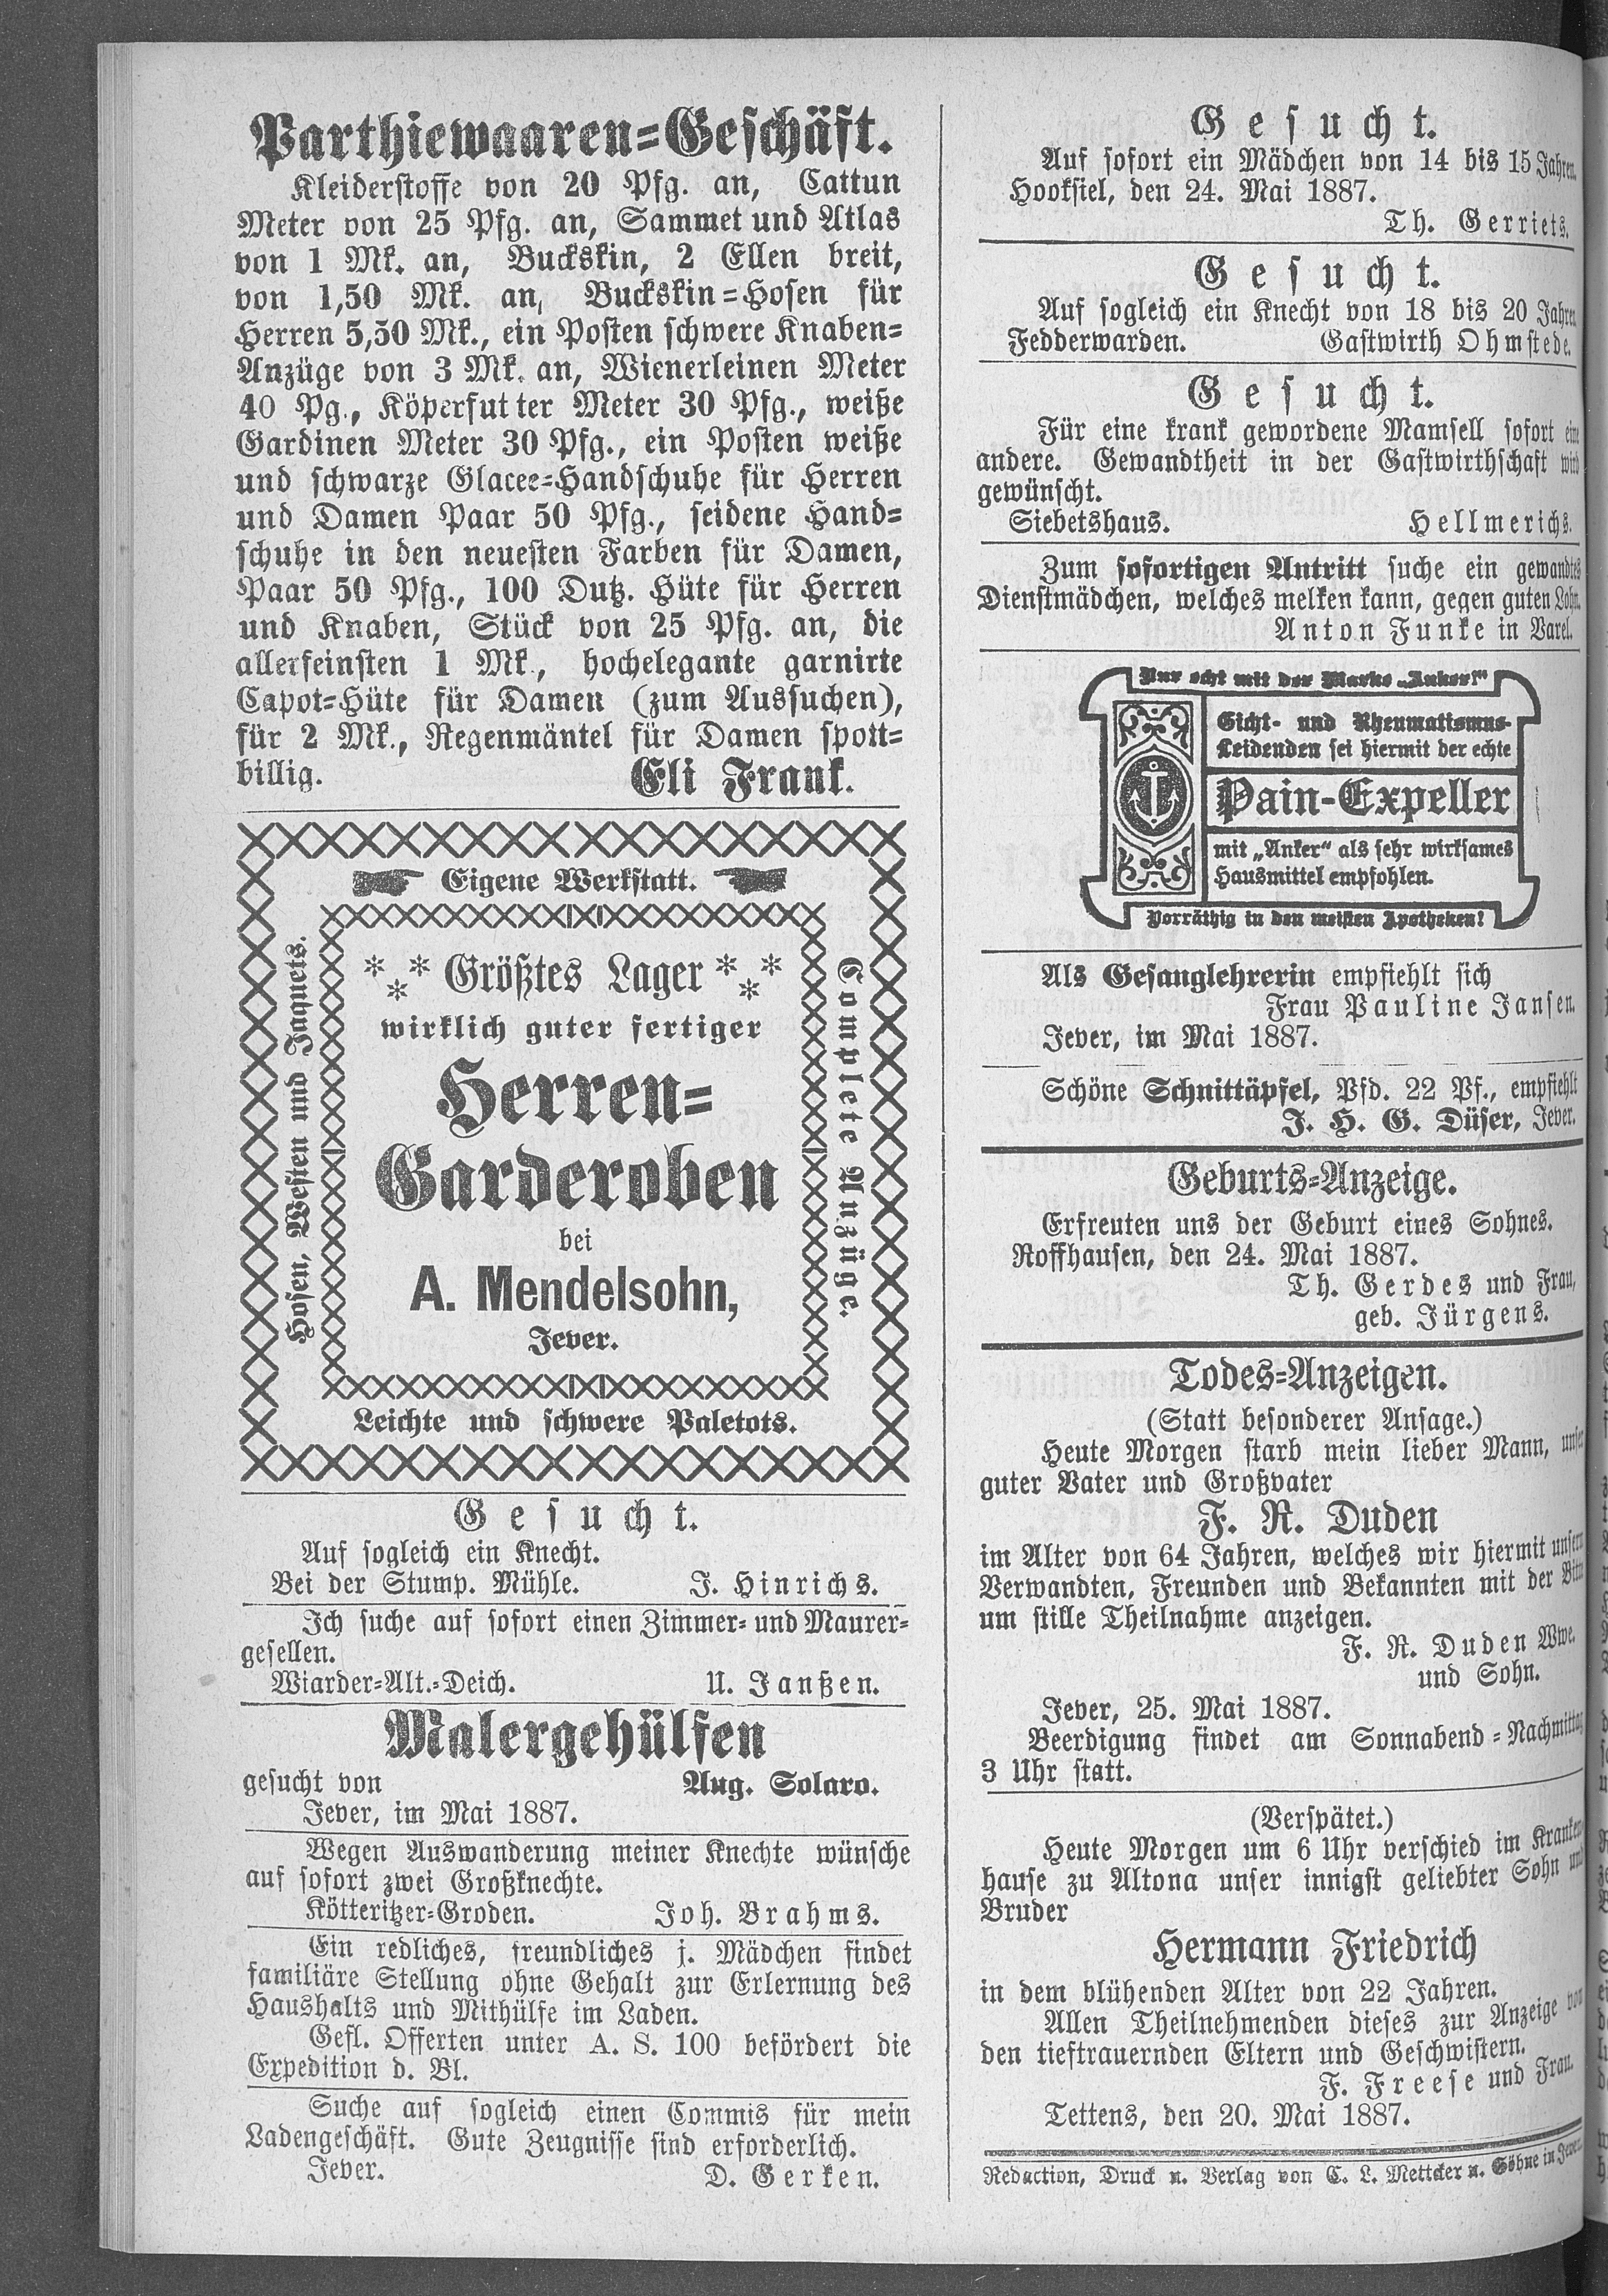 Parthiewaaren-Geschäft.
Kleiderstoffe von 20 Pfg. an, Cattun
Meter von 25 Pfg. an, Sammet und Atlas
von 1 Mk. an, Buckskin, 2 Ellen breit,
von 1,50 Mk. an, Buckskin-Hosen für
Herren 5,50 Mk., ein Posten schwere Knaben-
Anzüge von 3 Mk. an, Wienerleinen Meter
40 Pg., Köperfutter Meter 30 Pfg., weiße
Gardinen Meter 30 Pfg., ein Posten weiße
und schwarze Glacee-Handschuhe für Herren
und Damen Paar 50 Pfg., seidene Hand-
schuhe in den neuesten Farben für Damen,
Paar 50 Pfg., 100 Dutz. Hüte für Herren
und Knaben, Stück von 25 Pfg. an, die
allerfeinsten 1 Mk., hochelegante garnirte
Capot-Hüte für Damen (zum Aussuchen),
für 2 Mk., Regenmäntel für Damen spott-
billig. Eli Frank.
Eigene Werkstatt.
Hosen, Westen und Jaquets.
Größtes Lager
wirklich guter fertiger
Herren-
Garderoben
bei
A. Mendelsohn,
Jever.
Complete Anzüge.
Leichte und schwere Paletots.
Gesucht.
Auf sogleich ein Knecht.
Bei der Stump. Mühle. J. Hinrichs.
Ich suche auf sofort einen Zimmer- und Maurer-
gesellen.
Wiarder-Alt.-Deich. U. Janßen.
Malergehülfen
gesucht von Aug. Solaro.
Jever, im Mai 1887.
Wegen Auswanderung meiner Knechte wünsche
auf sofort zwei Großknechte.
Kötteritzer-Groden. Joh. Brahms.
Ein redliches, freundliches j. Mädchen findet
familiäre Stellung ohne Gehalt zur Erlernung des
Haushalts und Mithülfe im Laden.
Gefl. Offerten unter A. S. 100 befördert die
Expedition d. Bl.
Suche auf sogleich einen Commis für mein
Ladengeschäft. Gute Zeugnisse sind erforderlich.
Jever. D. Gerken.
Gesucht.
Auf sofort ein Mädchen von 14 bis 15 Jahren.
Hooksiel, den 24. Mai 1887.
Th. Gerriets.
Gesucht.
Auf sogleich ein Knecht von 18 bis 20 Jahren
Fedderwarden. Gastwirth Ohmstede.
Gesucht.
Für eine krank gewordene Mamsell sofort eine
andere. Gewandtheit in der Gastwirthschaft wird
gewünscht.
Siebetshaus. Hellmerichs.
Zum sofortigen Antritt suche ein gewandtes
Dienstmädchen, welches melken kann, gegen guten Lohn.
Anton Funke in Varel.
Nur echt mit der Marke „Anker!"
Gicht- und Rheumatismus-
Leidenden sei hiermit der echte
Pain-Expeller
mit „Anker" als sehr wirksames
Hausmittel empfohlen.
Vorräthig in den meisten Apotheken!
Als Gesanglehrerin empfiehlt sich
Frau Pauline Jansen.
Jever, im Mai 1887.
Schöne Schnittäpfel, Pfd. 22 Pf., empfiehlt
J. H. G. Düser, Jever.
Geburts-Anzeige.
Erfreuten uns der Geburt eines Sohnes.
Roffhausen, den 24. Mai 1887.
Th. Gerdes und Frau,
geb. Jürgens.
Todes-Anzeigen.
(Statt besonderer Ansage.)
Heute Morgen starb mein lieber Mann, unser
guter Vater und Großvater
F. R. Duden
im Alter von 64 Jahren, welches wir hiermit unsern
Verwandten, Freunden und Bekannten mit der Bitte
um stille Theilnahme anzeigen.
F. R. Duden Wwe.
und Sohn.
Jever, 25. Mai 1887.
Beerdigung findet am Sonnabend-Nachmittag
3 Uhr statt.
(Verspätet.)
Heute Morgen um 6 Uhr verschied im Kranken-
hause zu Altona unser innigst geliebter Sohn und
Bruder
Hermann Friedrich
in dem blühenden Alter von 22 Jahren.
Allen Theilnehmenden dieses zur Anzeige von
den tieftrauernden Eltern und Geschwistern.
F. Freese und Frau.
Tettens, den 20. Mai 1887.
Redaction, Druck u. Verlag von C. L. Mettcker u. Söhne in Jever.